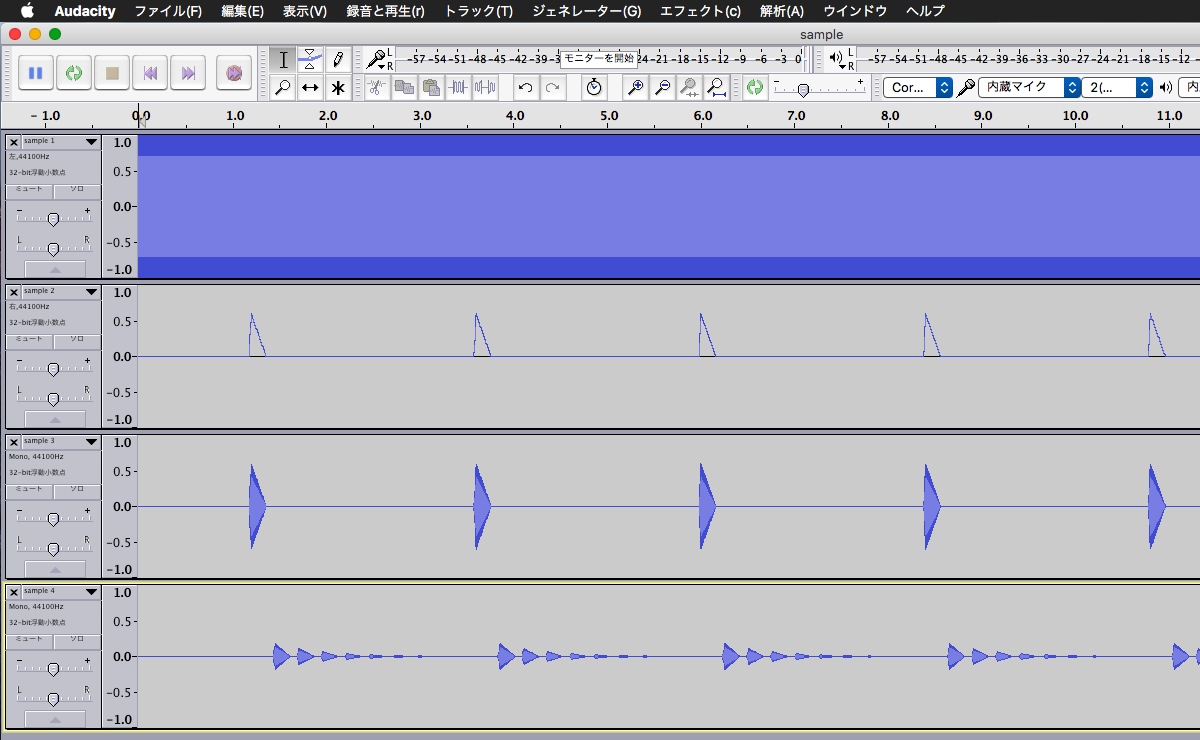 Audacity ファイル(F) 編集(E) 表示(V) 録音と再生(r) トラック(T) ジェネレーター(G) エフェクト(c) 解析(A) ウインドウ ヘルプ
sample
L R -57 -54 -51 -48 -45 -42 -39 -3 モニターを開始 24 -21 -18 -15 -12 -9 -6 -3 0 L R -57 -54 -51 -48 -45 -42 -39 -36 -33 -30 -27 -24 -21 -18 -15 -12
- + Cor... 内蔵マイク 2(... 内
- 1.0 0.0 1.0 2.0 3.0 4.0 5.0 6.0 7.0 8.0 9.0 10.0 11.0
sample 1
左,44100Hz
32-bit浮動小数点
ミュート ソロ
- +
L R
1.0
0.5
0.0
-0.5
-1.0
sample 2
右,44100Hz
32-bit浮動小数点
ミュート ソロ
- +
L R
1.0
0.5
0.0
-0.5
-1.0
sample 3
Mono, 44100Hz
32-bit浮動小数点
ミュート ソロ
- +
L R
1.0
0.5
0.0
-0.5
-1.0
sample 4
Mono, 44100Hz
32-bit浮動小数点
ミュート ソロ
- +
L R
1.0
0.5
0.0
-0.5
-1.0